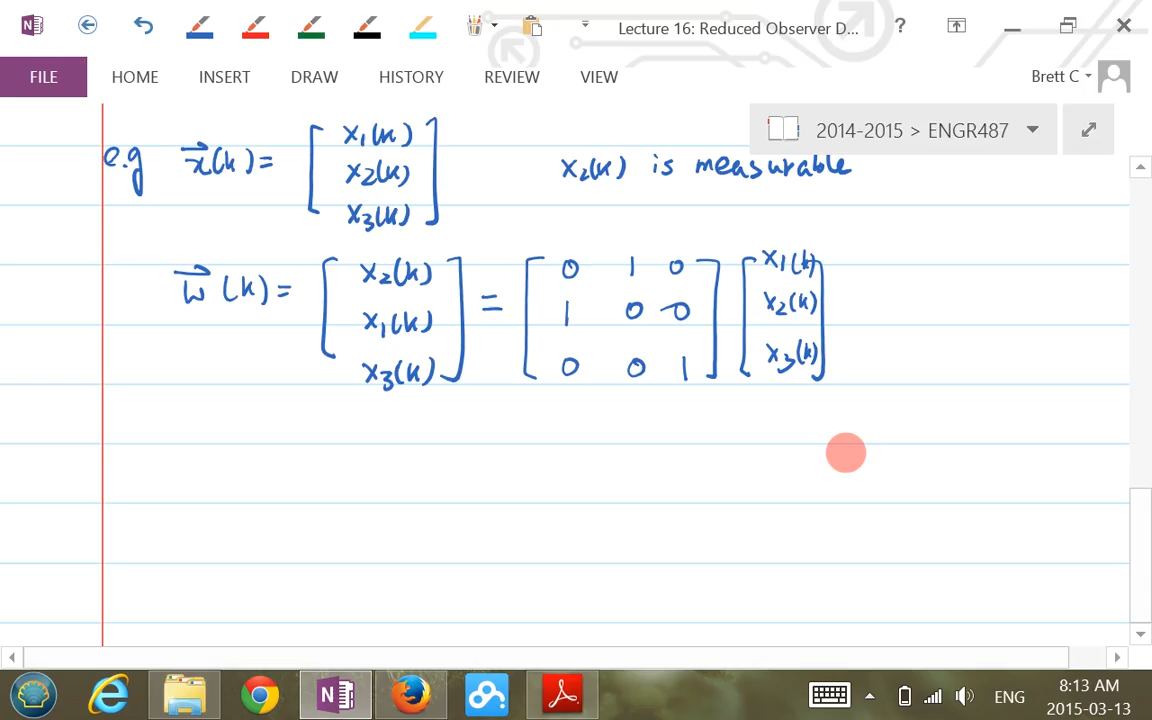 Lecture 16: Reduced Observer D...
?
FILE HOME INSERT DRAW HISTORY REVIEW VIEW
Brett C
2014-2015 > ENGR487
e.g x(k) = [ x1(k) x2(k) is measurable
x2(k)
x3(k) ]
w(k) = [ x2(k) = [ 0 1 0 [ x1(k)
x1(k) 1 0 0 x2(k)
x3(k) ] 0 0 1 ] x3(k) ]
ENG
8:13 AM
2015-03-13